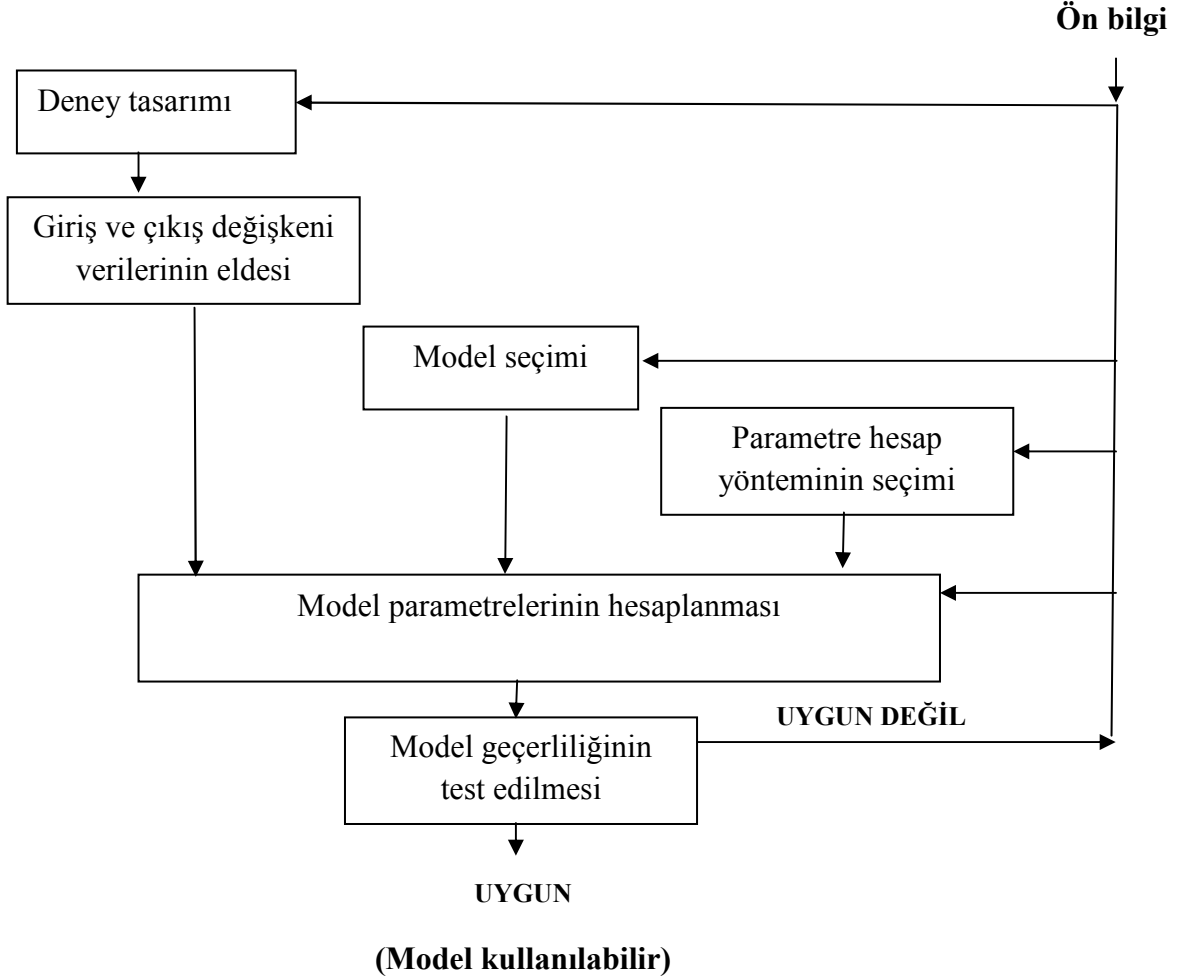 Ön bilgi
Deney tasarımı
Giriş ve çıkış değişkeni
verilerinin eldesi
Model seçimi
Parametre hesap
yönteminin seçimi
Model parametrelerinin hesaplanması
UYGUN DEĞİL
Model geçerliliğinin
test edilmesi
UYGUN
(Model kullanılabilir)